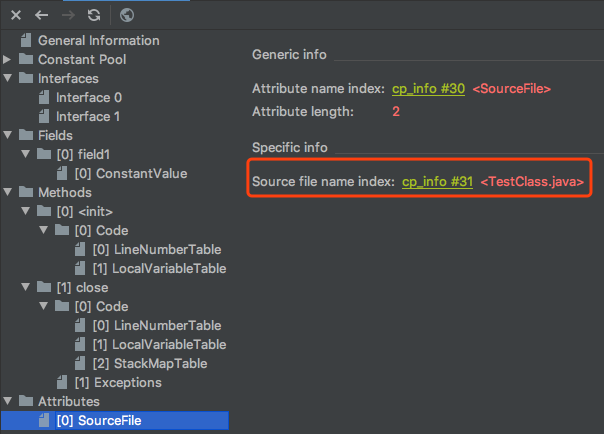 General Information
Constant Pool
Interfaces
Interface 0
Interface 1
Fields
[0] field1
[0] ConstantValue
Methods
[0] <init>
[0] Code
[0] LineNumberTable
[1] LocalVariableTable
[1] close
[0] Code
[0] LineNumberTable
[1] LocalVariableTable
[2] StackMapTable
[1] Exceptions
Attributes
[0] SourceFile
Generic info
Attribute name index: cp_info #30 <SourceFile>
Attribute length: 2
Specific info
Source file name index: cp_info #31 <TestClass.java>